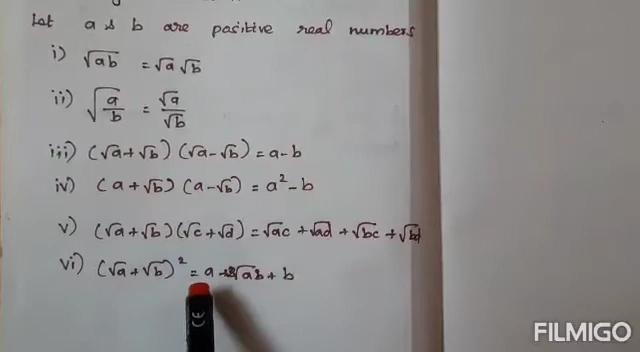 Let a & b are positive real numbers
i) √ab = √a √b
ii) √a/b = √a/√b
iii) (√a + √b) (√a - √b) = a - b
iv) (a + √b) (a - √b) = a² - b
v) (√a + √b) (√c + √d) = √ac + √ad + √bc + √bd
vi) (√a + √b)² = a + 2√ab + b
CE
FILMIGO